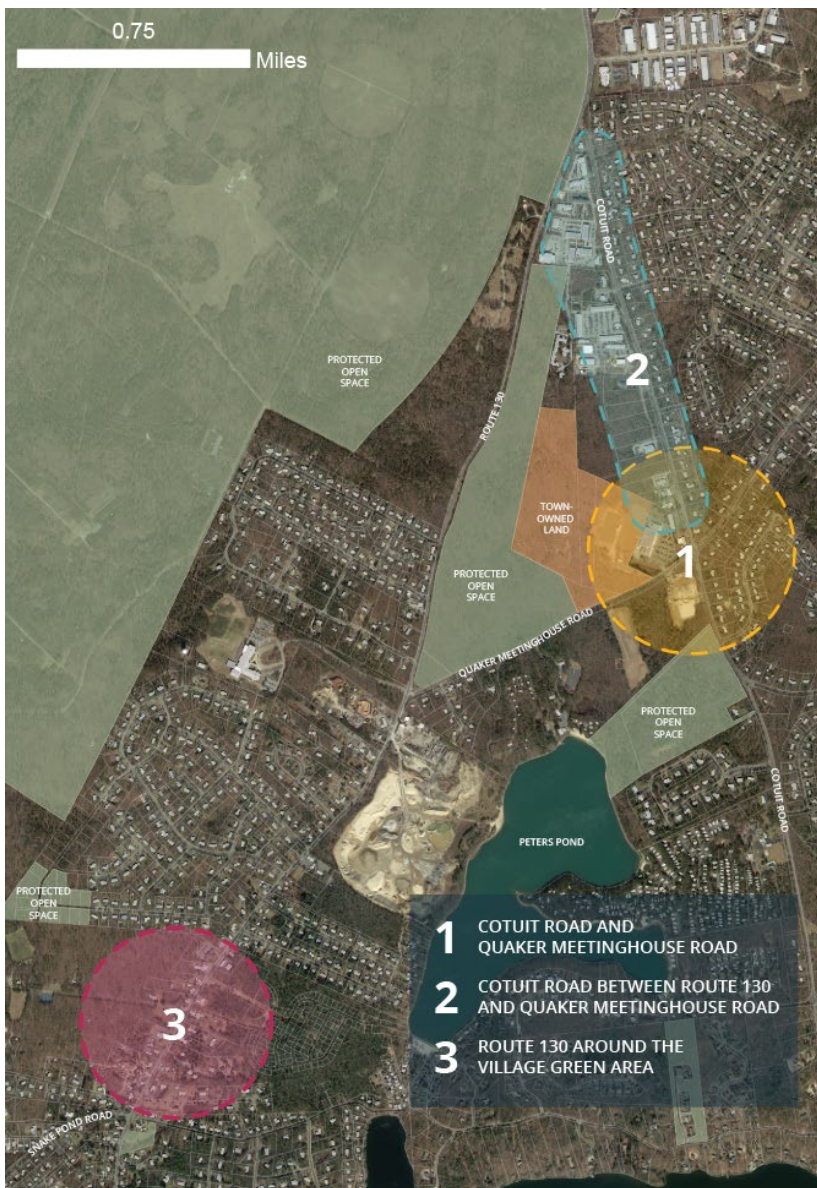 0.75
Miles
COTUIT ROAD
PROTECTED
OPEN
SPACE
ROUTE 130
2
TOWN-
OWNED
LAND
1
PROTECTED
OPEN
SPACE
QUAKER MEETINGHOUSE ROAD
PROTECTED
OPEN
SPACE
COTUIT ROAD
PETERS POND
PROTECTED
OPEN
SPACE
3
SNAKE POND ROAD
1 COTUIT ROAD AND
QUAKER MEETINGHOUSE ROAD
2 COTUIT ROAD BETWEEN ROUTE 130
AND QUAKER MEETINGHOUSE ROAD
3 ROUTE 130 AROUND THE
VILLAGE GREEN AREA